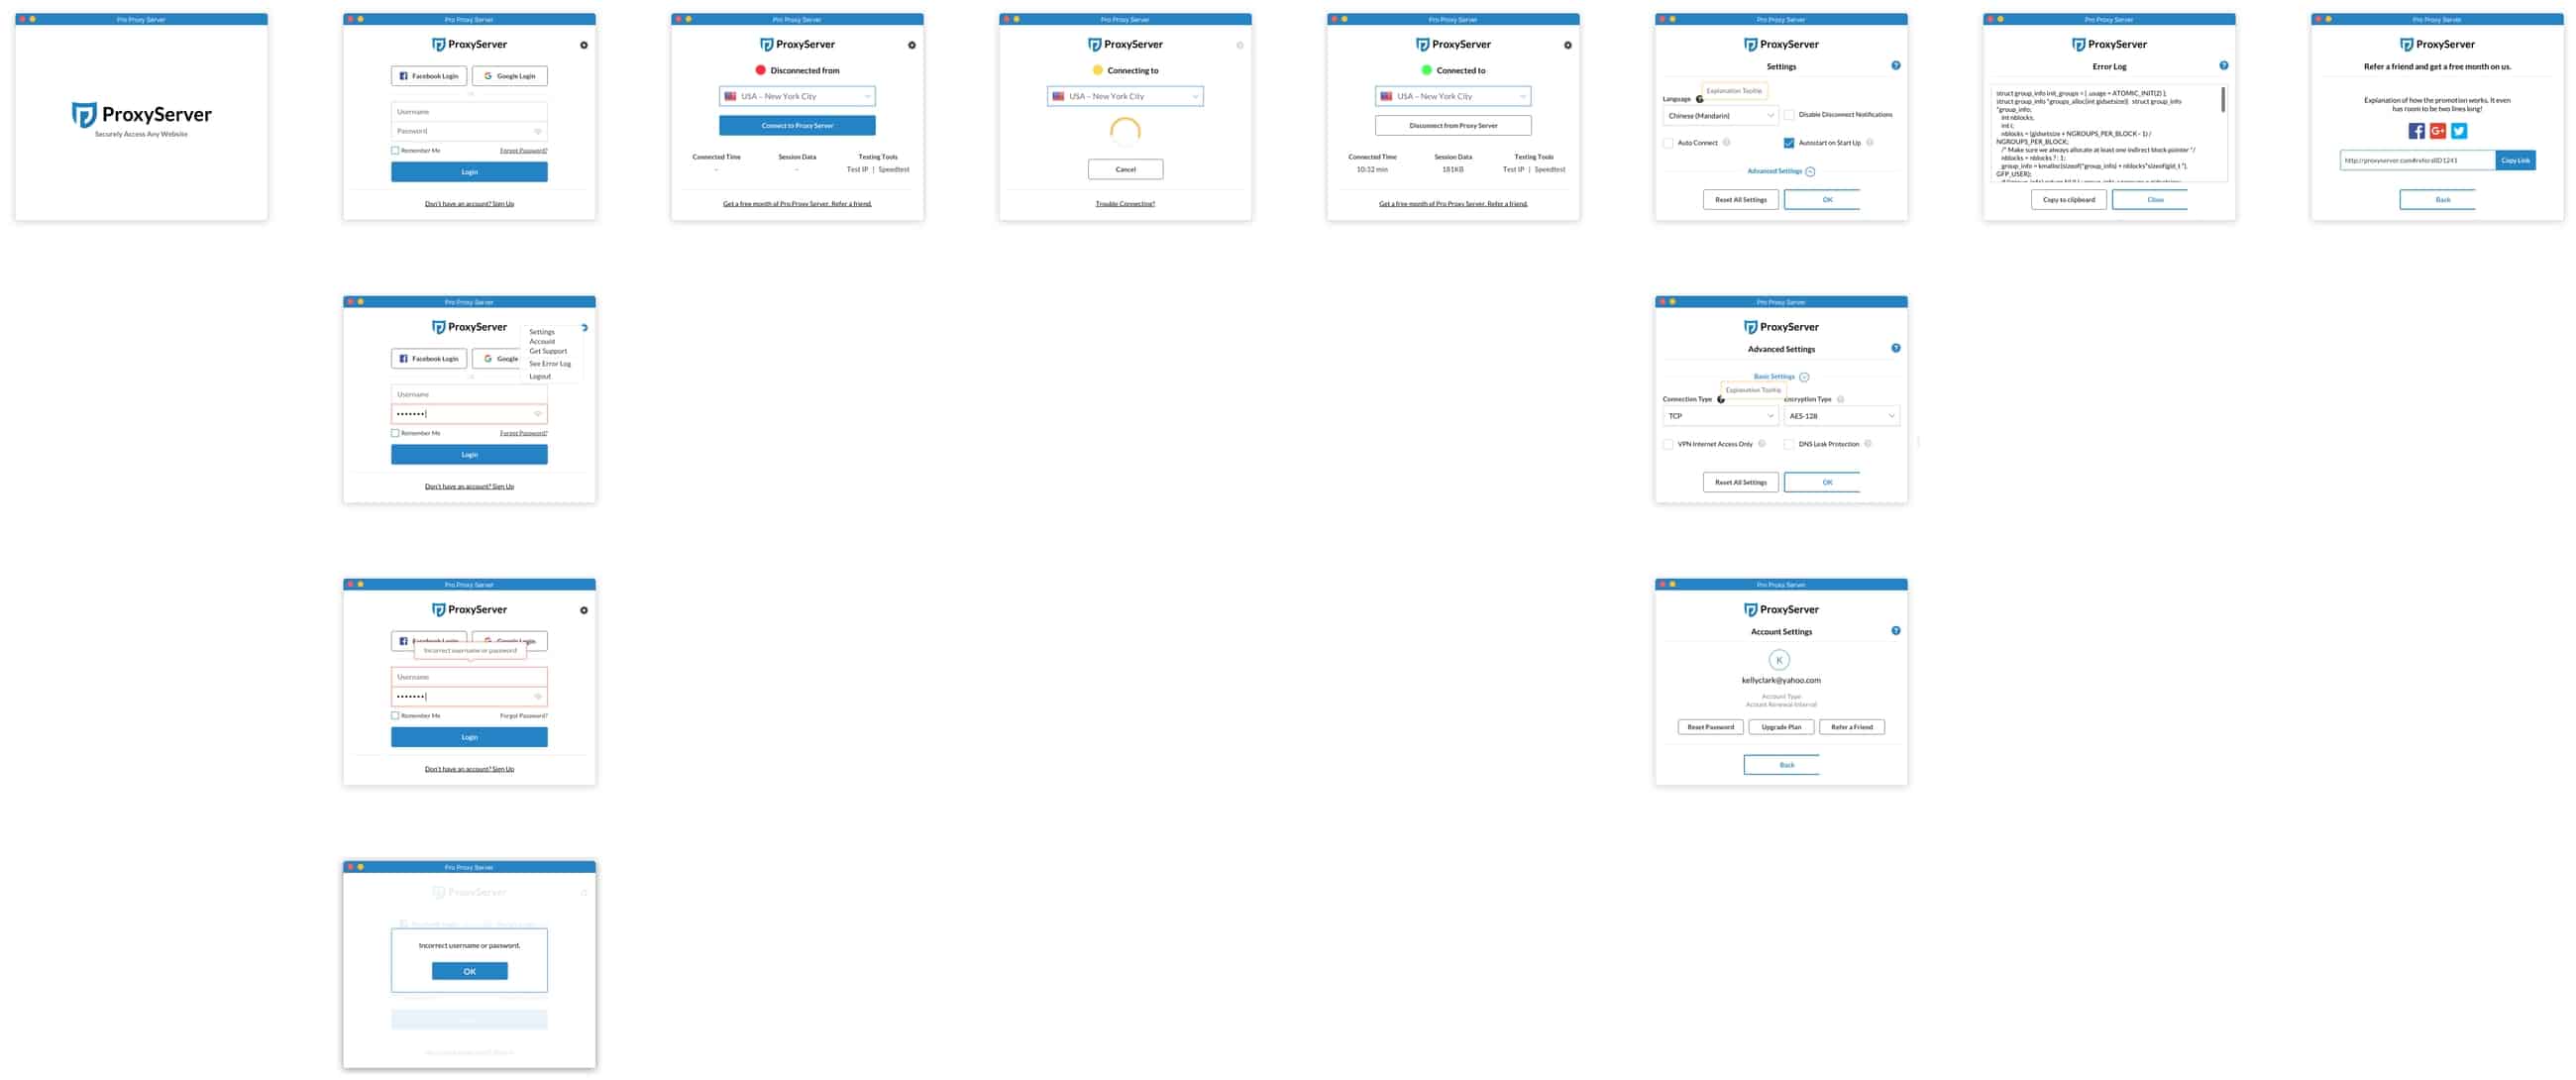 Pro Proxy Server
ProxyServer
Securely Access Any Website
Pro Proxy Server
ProxyServer
Facebook Login
Google Login
Username
Password
Remember Me
Forgot Password?
Login
Don't have an account? Sign Up
Pro Proxy Server
ProxyServer
Disconnected from
USA – New York City
Connect to Proxy Server
Connected Time
Session Data
Testing Tools
-
-
Test IP | Speedtest
Get a free month of Pro Proxy Server. Refer a friend.
Pro Proxy Server
ProxyServer
Connecting to
USA – New York City
Cancel
Trouble Connecting?
Pro Proxy Server
ProxyServer
Connected to
USA – New York City
Disconnect from Proxy Server
Connected Time
Session Data
Testing Tools
10:32 min
181KB
Test IP | Speedtest
Get a free month of Pro Proxy Server. Refer a friend.
Pro Proxy Server
ProxyServer
Settings
?
Explanation Tooltip
Language
Chinese (Mandarin)
Disable Disconnect Notifications
Auto Connect
Autostart on Start Up
Advanced Settings
Reset All Settings
OK
Pro Proxy Server
ProxyServer
Error Log
?
struct group_info init_groups = { .usage = ATOMIC_INIT(2) };
struct group_info *groups_alloc(int gidsetsize){ struct group_info
*group_info;
int nblocks;
int i;
nblocks = (gidsetsize + NGROUPS_PER_BLOCK - 1) /
NGROUPS_PER_BLOCK;
/* Make sure we always allocate at least one indirect block pointer */
nblocks = nblocks ? : 1;
group_info = kmalloc(sizeof(*group_info) + nblocks*sizeof(gid_t *),
GFP_USER);
Copy to clipboard
Close
Pro Proxy Server
ProxyServer
Refer a friend and get a free month on us.
Explanation of how the promotion works. It even
has room to be two lines long!
http://proxyserver.com#referalID1241
Copy Link
Back
Pro Proxy Server
ProxyServer
Settings
Account
Get Support
See Error Log
Logout
Facebook Login
Google
Username
Remember Me
Forgot Password?
Login
Don't have an account? Sign Up
Pro Proxy Server
ProxyServer
Advanced Settings
?
Basic Settings
Explanation Tooltip
Connection Type
Encryption Type
TCP
AES-128
VPN Internet Access Only
DNS Leak Protection
Reset All Settings
OK
Pro Proxy Server
ProxyServer
Facebook Login
Google Login
Incorrect username or password
Username
Remember Me
Forgot Password?
Login
Don't have an account? Sign Up
Pro Proxy Server
ProxyServer
Account Settings
?
K
kellyclark@yahoo.com
Account Type
Account Renewal Interval
Reset Password
Upgrade Plan
Refer a Friend
Back
Pro Proxy Server
ProxyServer
Incorrect username or password.
OK